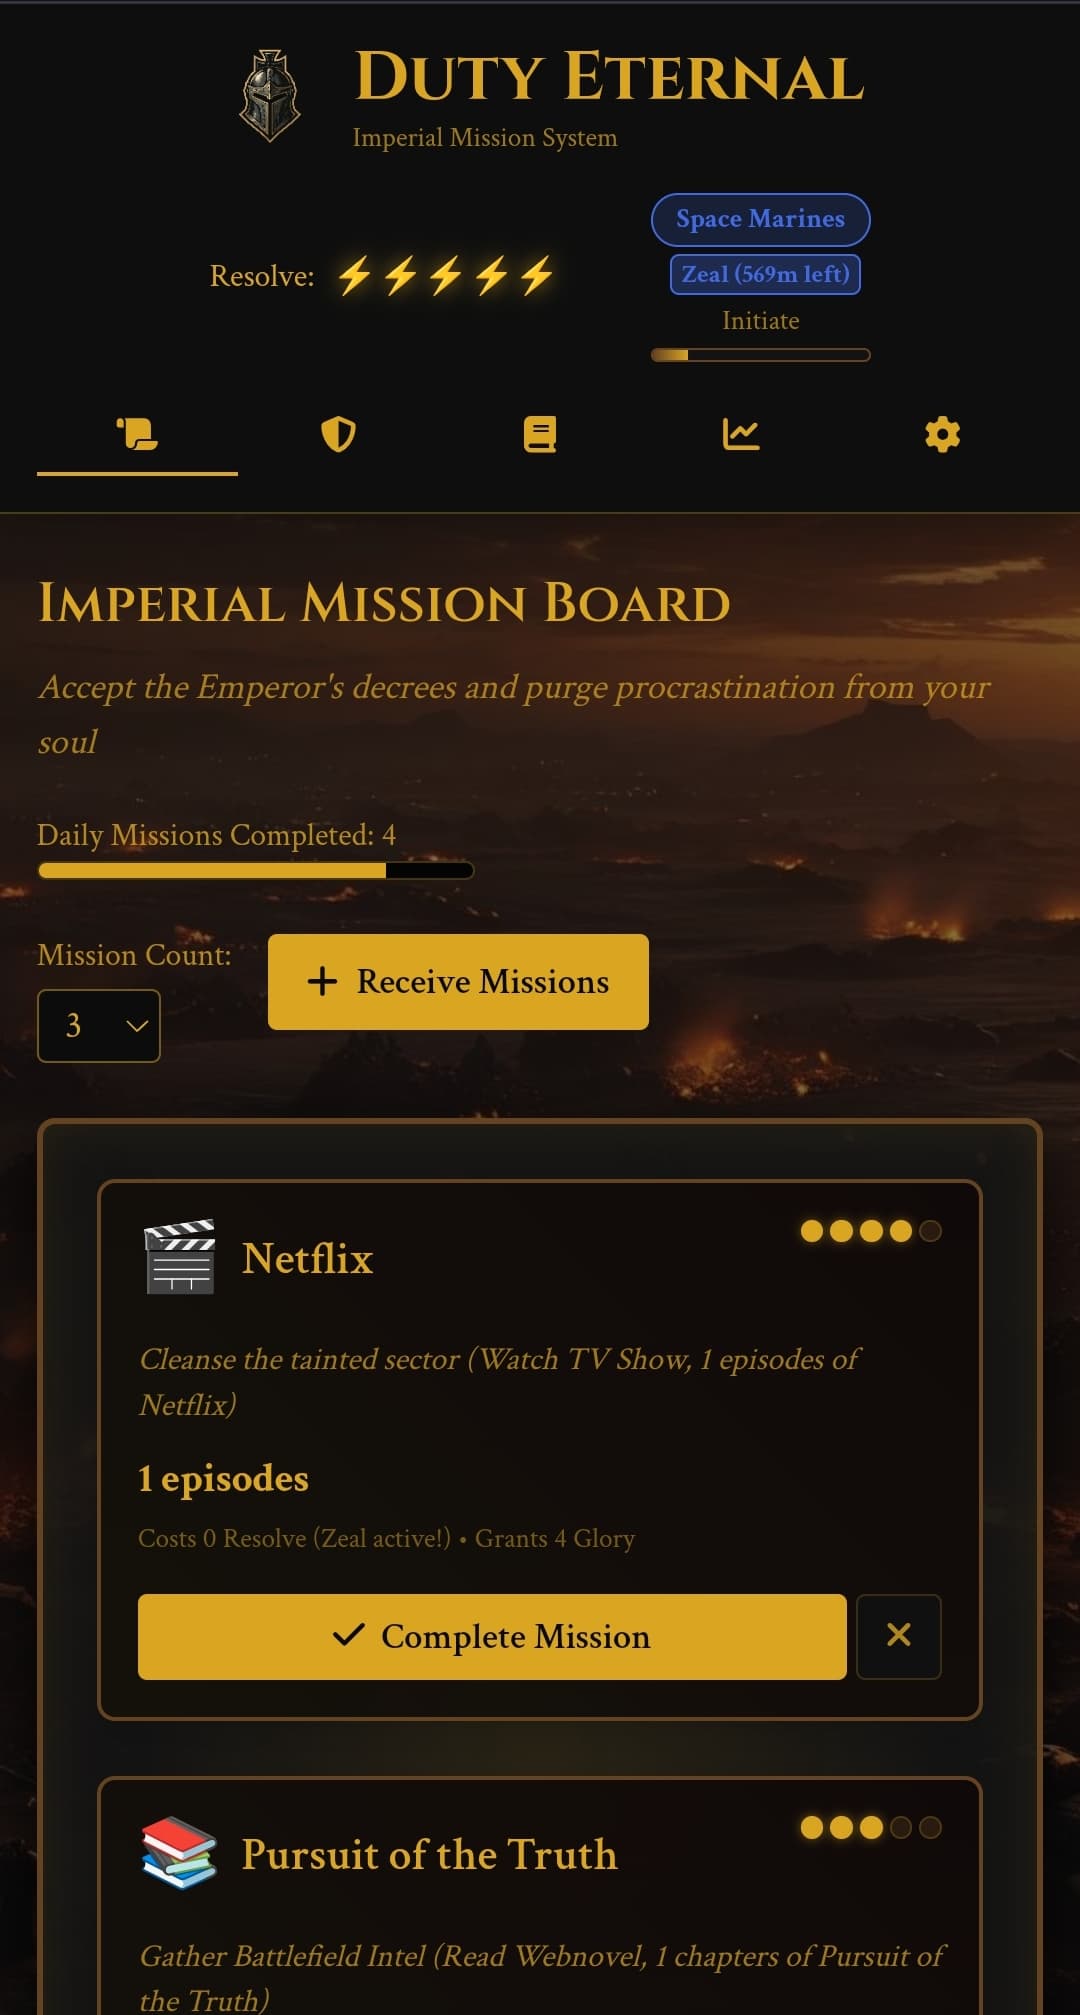 Duty Eternal
Imperial Mission System
Resolve:
Space Marines
Zeal (569m left)
Initiate
Imperial Mission Board
Accept the Emperor's decrees and purge procrastination from your
soul
Daily Missions Completed: 4
Mission Count:
3
Receive Missions
Netflix
Cleanse the tainted sector (Watch TV Show, 1 episodes of
Netflix)
1 episodes
Costs 0 Resolve (Zeal active!) • Grants 4 Glory
Complete Mission
Pursuit of the Truth
Gather Battlefield Intel (Read Webnovel, 1 chapters of Pursuit of
the Truth)